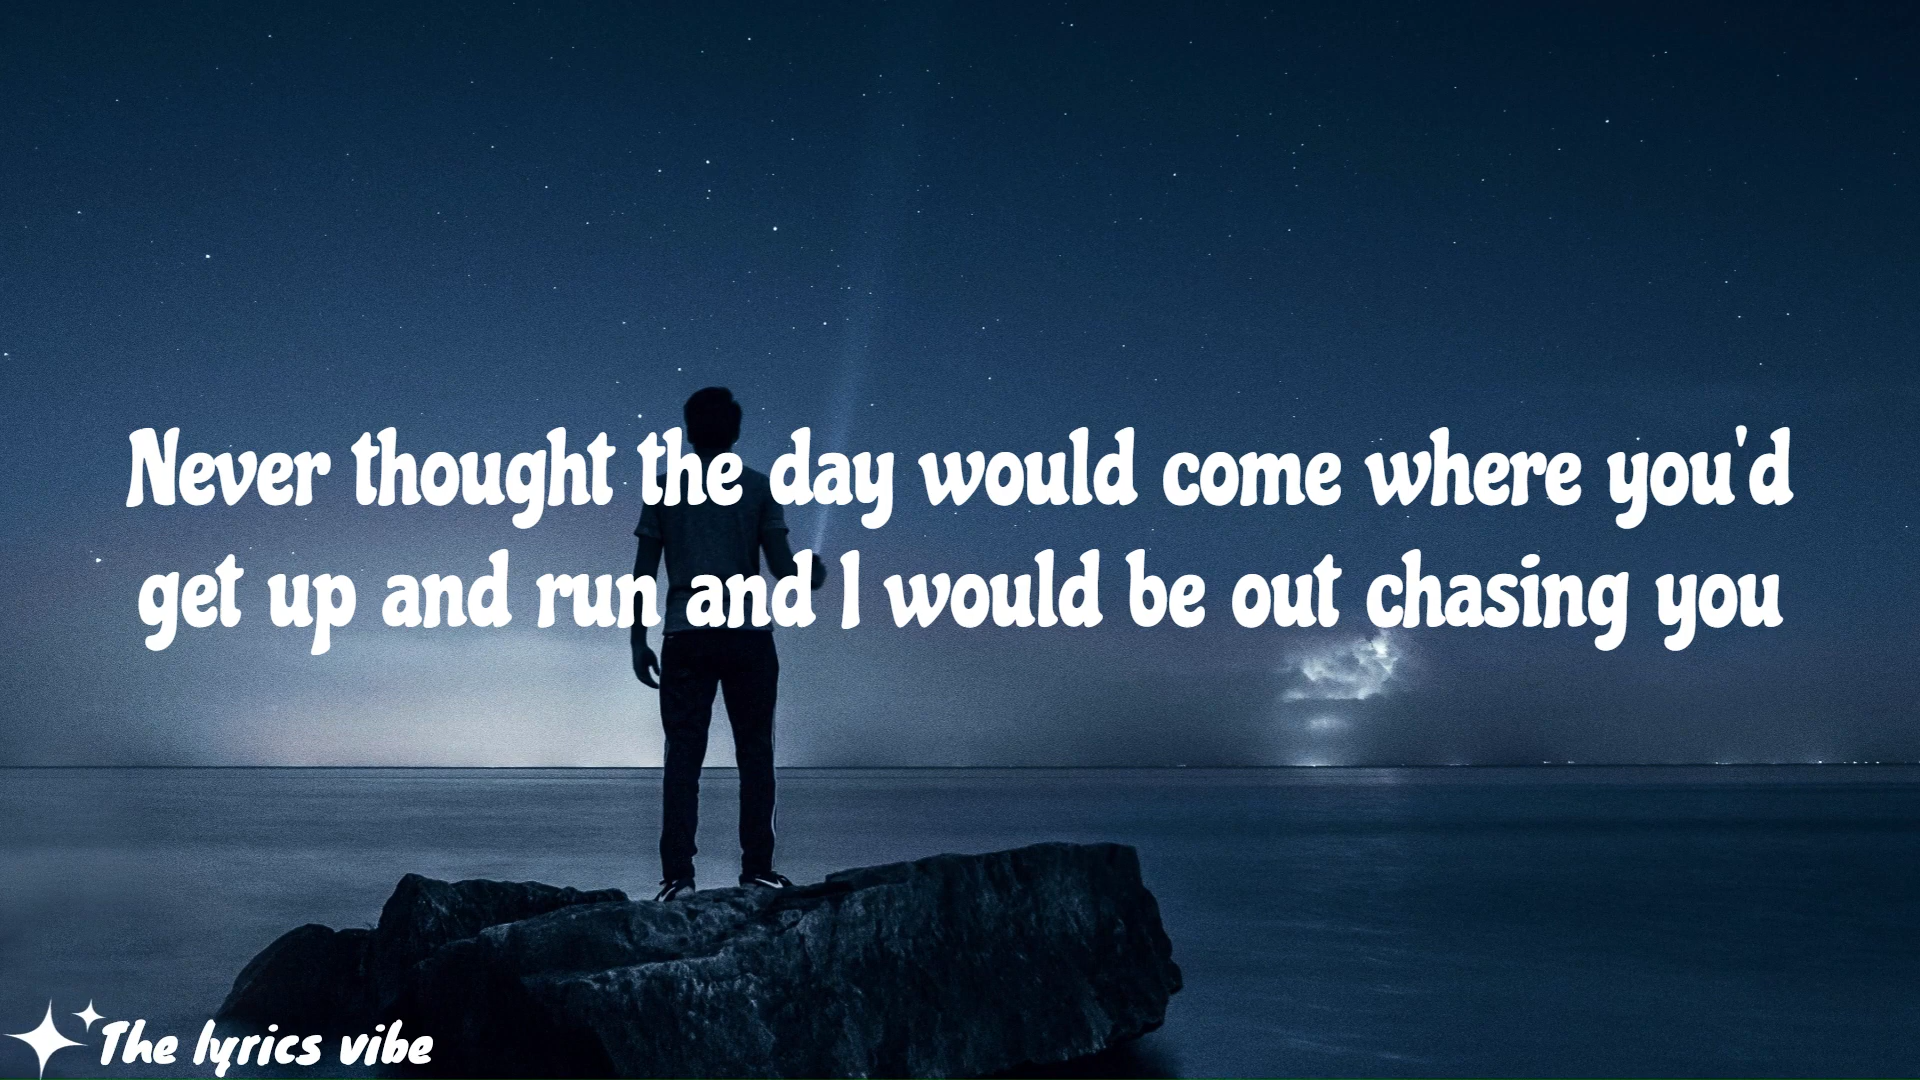 Never thought the day would come where you'd
get up and run and I would be out chasing you
The lyrics vibe